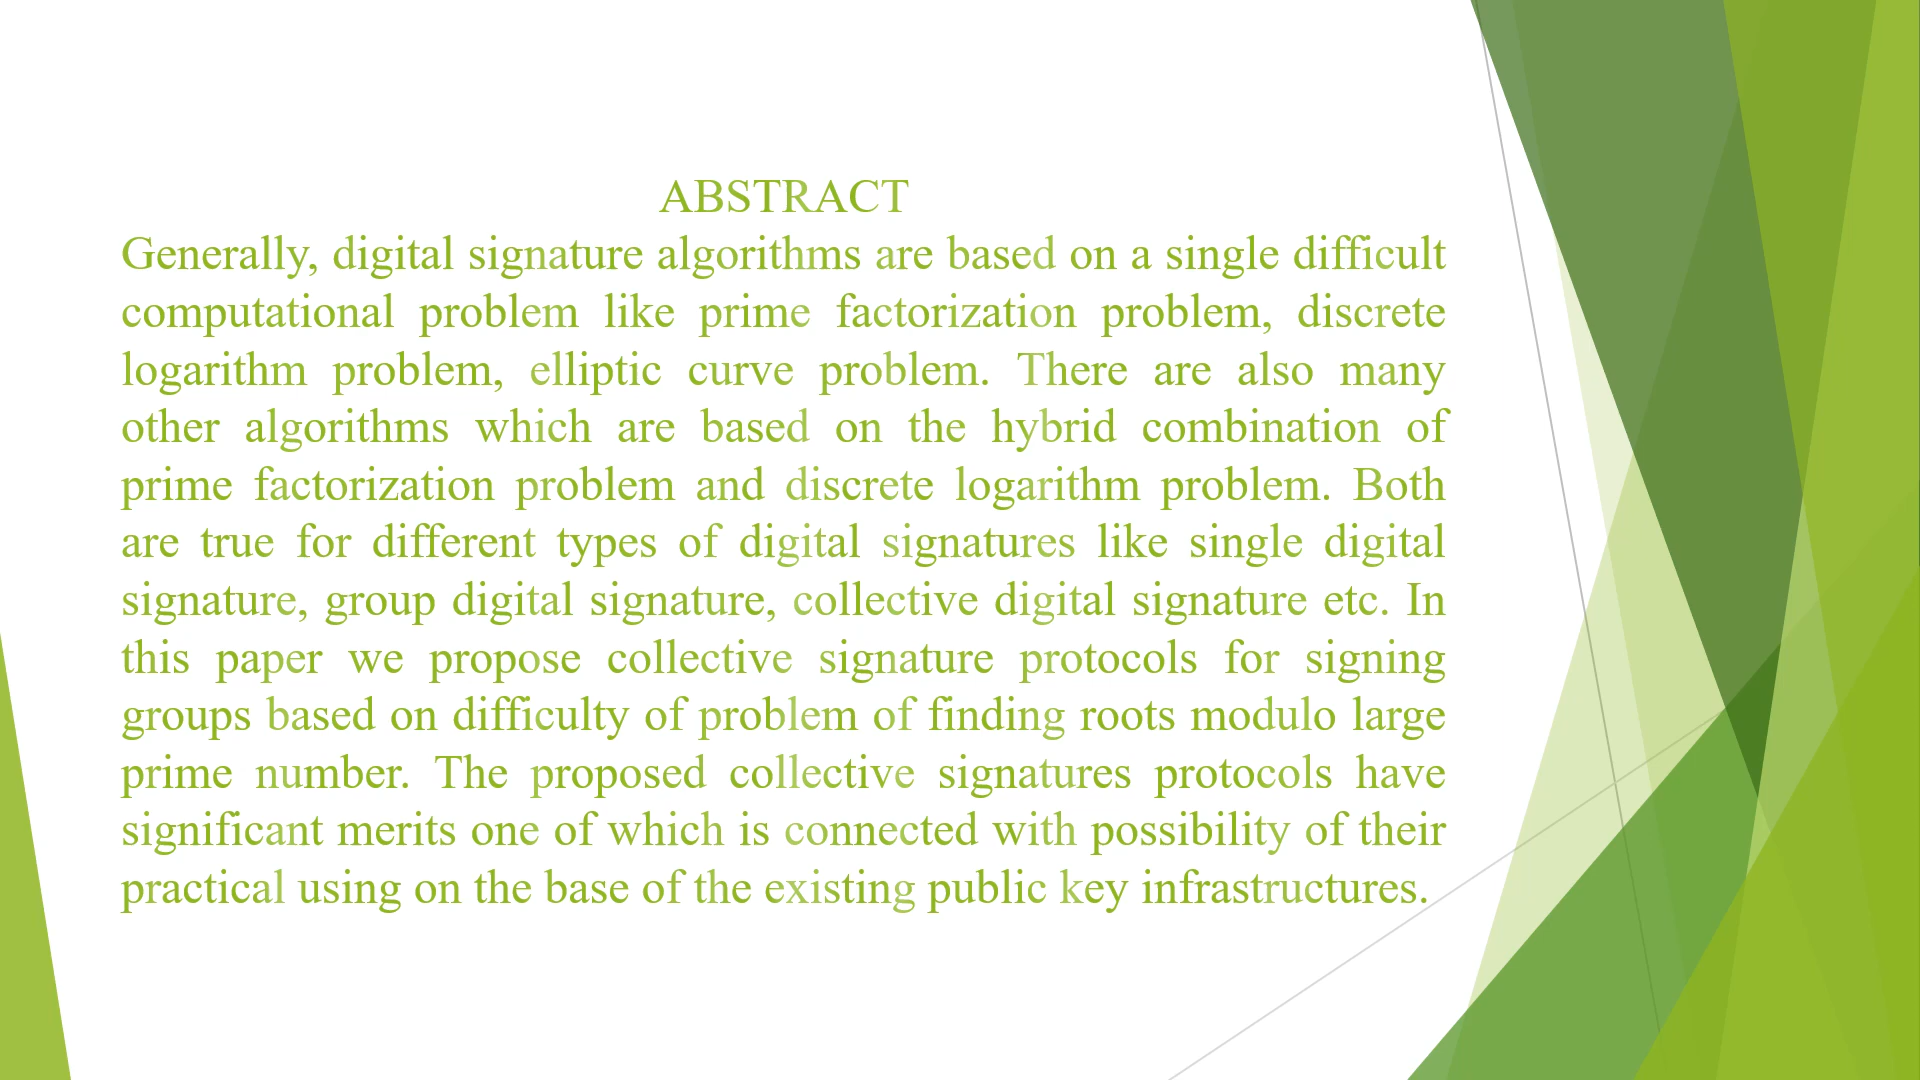 ABSTRACT
Generally, digital signature algorithms are based on a single difficult
computational problem like prime factorization problem, discrete
logarithm problem, elliptic curve problem. There are also many
other algorithms which are based on the hybrid combination of
prime factorization problem and discrete logarithm problem. Both
are true for different types of digital signatures like single digital
signature, group digital signature, collective digital signature etc. In
this paper we propose collective signature protocols for signing
groups based on difficulty of problem of finding roots modulo large
prime number. The proposed collective signatures protocols have
significant merits one of which is connected with possibility of their
practical using on the base of the existing public key infrastructures.